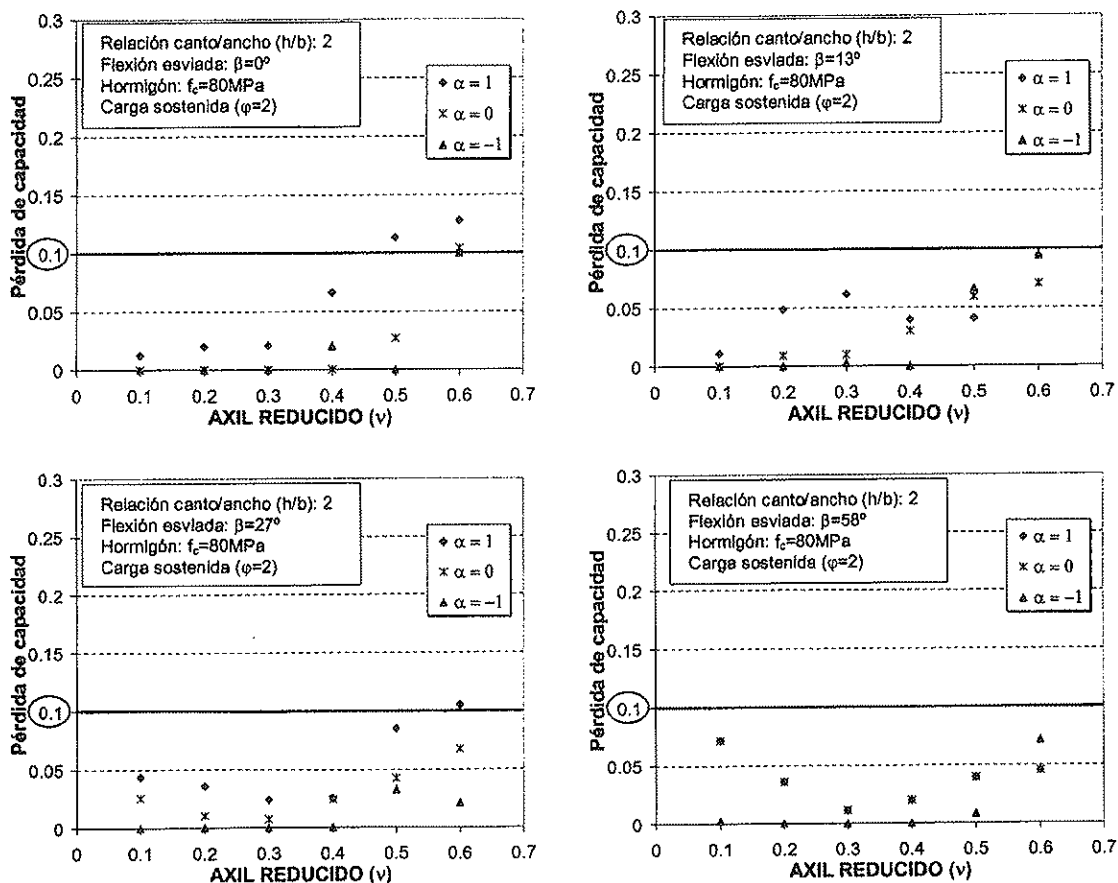 Relación canto/ancho (h/b): 2
Flexión esviada: β=0º
Hormigón: fc=80MPa
Carga sostenida (φ=2)
α = 1
α = 0
α = −1
Pérdida de capacidad
0.3
0.25
0.2
0.15
0.1
0.05
0
0 0.1 0.2 0.3 0.4 0.5 0.6 0.7
AXIL REDUCIDO (ν)
Relación canto/ancho (h/b): 2
Flexión esviada: β=13º
Hormigón: fc=80MPa
Carga sostenida (φ=2)
α = 1
α = 0
α = −1
Pérdida de capacidad
0.3
0.25
0.2
0.15
0.1
0.05
0
0 0.1 0.2 0.3 0.4 0.5 0.6 0.7
AXIL REDUCIDO (ν)
Relación canto/ancho (h/b): 2
Flexión esviada: β=27º
Hormigón: fc=80MPa
Carga sostenida (φ=2)
α = 1
α = 0
α = −1
Pérdida de capacidad
0.3
0.25
0.2
0.15
0.1
0.05
0
0 0.1 0.2 0.3 0.4 0.5 0.6 0.7
AXIL REDUCIDO (ν)
Relación canto/ancho (h/b): 2
Flexión esviada: β=58º
Hormigón: fc=80MPa
Carga sostenida (φ=2)
α = 1
α = 0
α = −1
Pérdida de capacidad
0.3
0.25
0.2
0.15
0.1
0.05
0
0 0.1 0.2 0.3 0.4 0.5 0.6 0.7
AXIL REDUCIDO (ν)